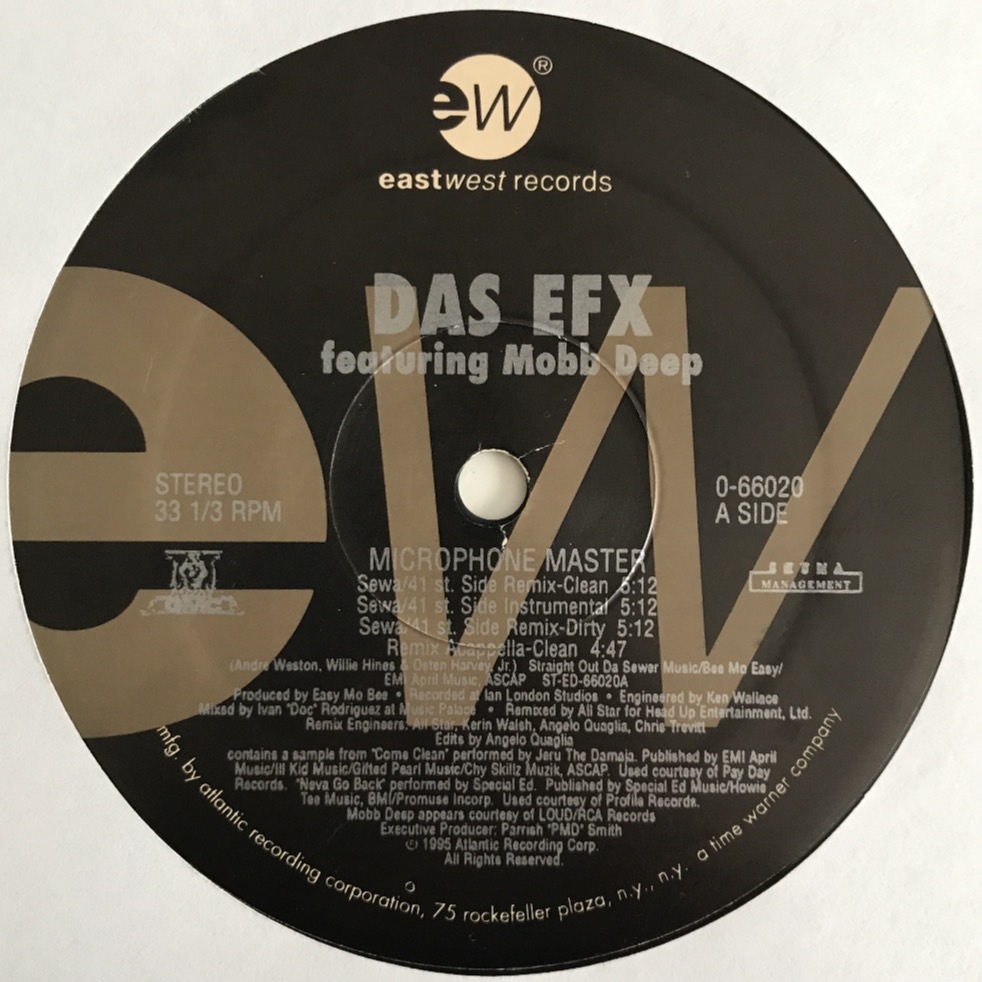 ew®
eastwest records
ew
DAS EFX
featuring Mobb Deep
STEREO
33 1/3 RPM
0-66020
A SIDE
MICROPHONE MASTER
Sewa/41 st. Side Remix-Clean 5:12
Sewa/41 st. Side Instrumental 5:12
Sewa/41 st. Side Remix-Dirty 5:12
Remix Acappella-Clean 4:47
MANAGEMENT
(Andre Weston, Willie Hines & Osten Harvey, Jr.) Straight Out Da Sewer Music/Bee Mo Easy/
EMI April Music, ASCAP ST-ED-66020A
Produced by Easy Mo Bee • Recorded at Ian London Studios • Engineered by Ken Wallace
Mixed by Ivan "Doc" Rodriguez at Music Palace • Remixed by All Star for Head Up Entertainment, Ltd.
Remix Engineers: All Star, Kerin Walsh, Angelo Quaglia, Chris Trevitt
Edits by Angelo Quaglia
contains a sample from "Come Clean" performed by Jeru The Damaja. Published by EMI April
Music/Ill Kid Music/Gifted Pearl Music/Chy Skillz Muzik, ASCAP. Used courtesy of Pay Day
Records. "Neva Go Back" performed by Special Ed. Published by Special Ed Music/Howie
Tee Music, BMI/Promuse Incorp. Used courtesy of Profile Records.
Mobb Deep appears courtesy of LOUD/RCA Records
Executive Producer: Parrish "PMD" Smith
© 1995 Atlantic Recording Corp.
All Rights Reserved.
mfg. by atlantic recording corporation, 75 rockefeller plaza, n.y., n.y. a time warner company